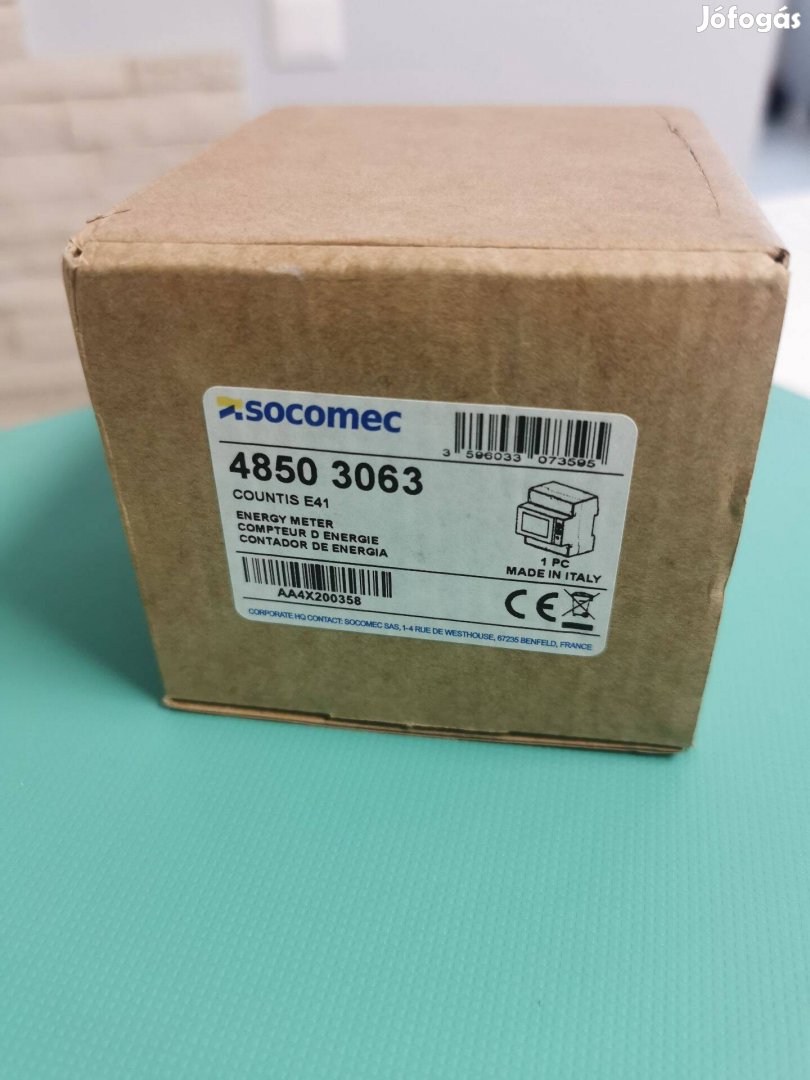 Jófogás
socomec
3 596033 073595
4850 3063
COUNTIS E41
ENERGY METER
COMPTEUR D ENERGIE
CONTADOR DE ENERGIA
1 PC
MADE IN ITALY
AA4X200358
CE
CORPORATE HQ CONTACT: SOCOMEC SAS, 1-4 RUE DE WESTHOUSE, 67235 BENFELD, FRANCE